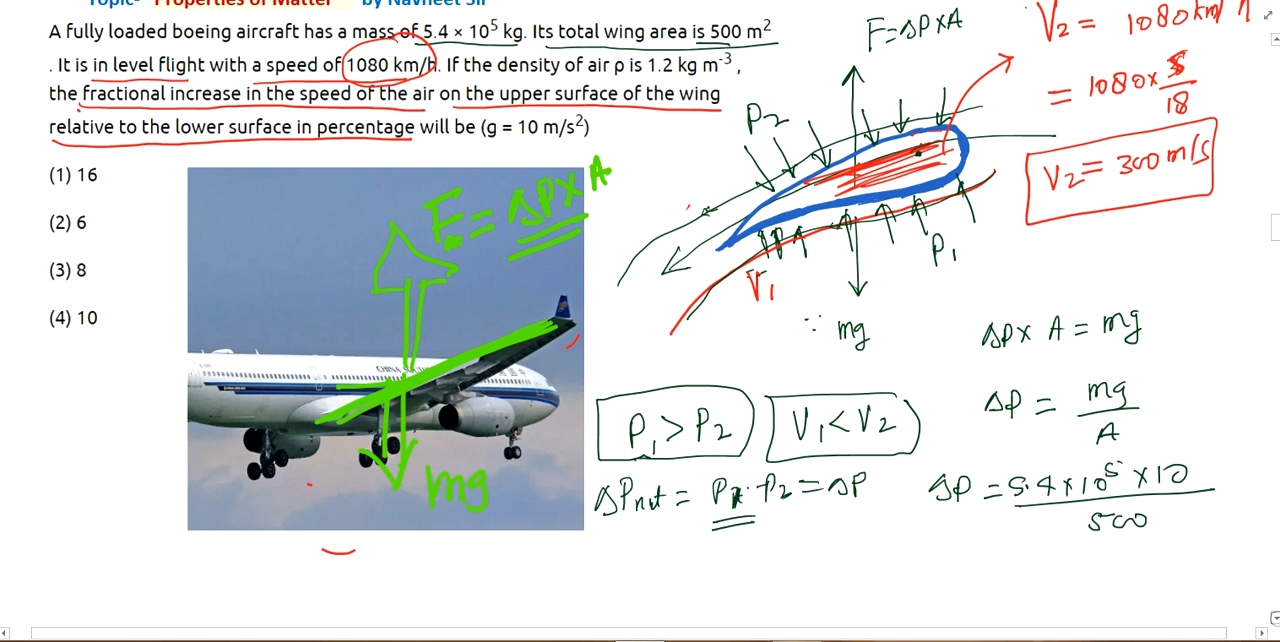 Topic- Properties of Matter by Navneet Sir
A fully loaded boeing aircraft has a mass of 5.4 × 10⁵ kg. Its total wing area is 500 m²
. It is in level flight with a speed of 1080 km/h. If the density of air ρ is 1.2 kg m⁻³ ,
the fractional increase in the speed of the air on the upper surface of the wing
relative to the lower surface in percentage will be (g = 10 m/s²)
(1) 16
(2) 6
(3) 8
(4) 10
F = ΔP × A
mg
F = ΔP × A
P₂
P₁
V₁
∵ mg
V₂ = 1080 km/
= 1080 × 5/18
V₂ = 300 m/s
P₁ > P₂
V₁ < V₂
ΔPnet = P₁ - P₂ = ΔP
ΔP × A = mg
ΔP = mg/A
ΔP = 5.4 × 10⁵ × 10/500